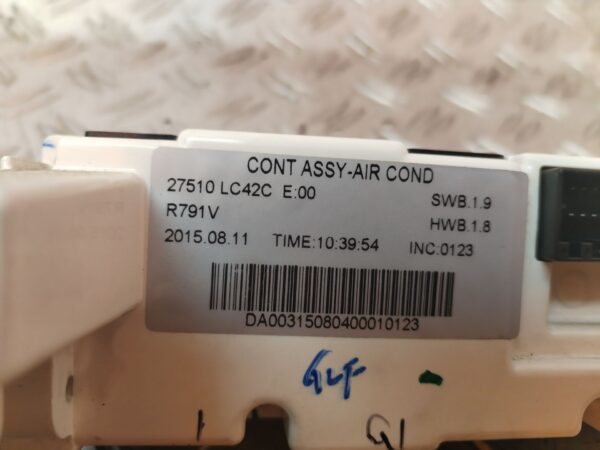 CONT ASSY-AIR COND
27510 LC42C E:00 SWB.1.9
R791V HWB.1.8
2015.08.11 TIME:10:39:54 INC:0123
DA00315080400010123
GLF